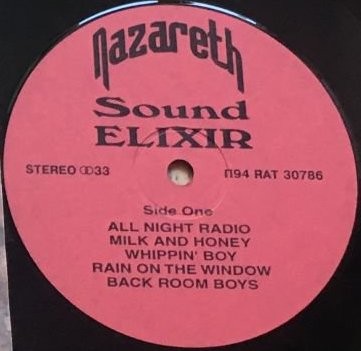 nazareth
Sound
ELIXIR
STEREO ↀ33
П94 RAT 30786
Side One
ALL NIGHT RADIO
MILK AND HONEY
WHIPPIN' BOY
RAIN ON THE WINDOW
BACK ROOM BOYS